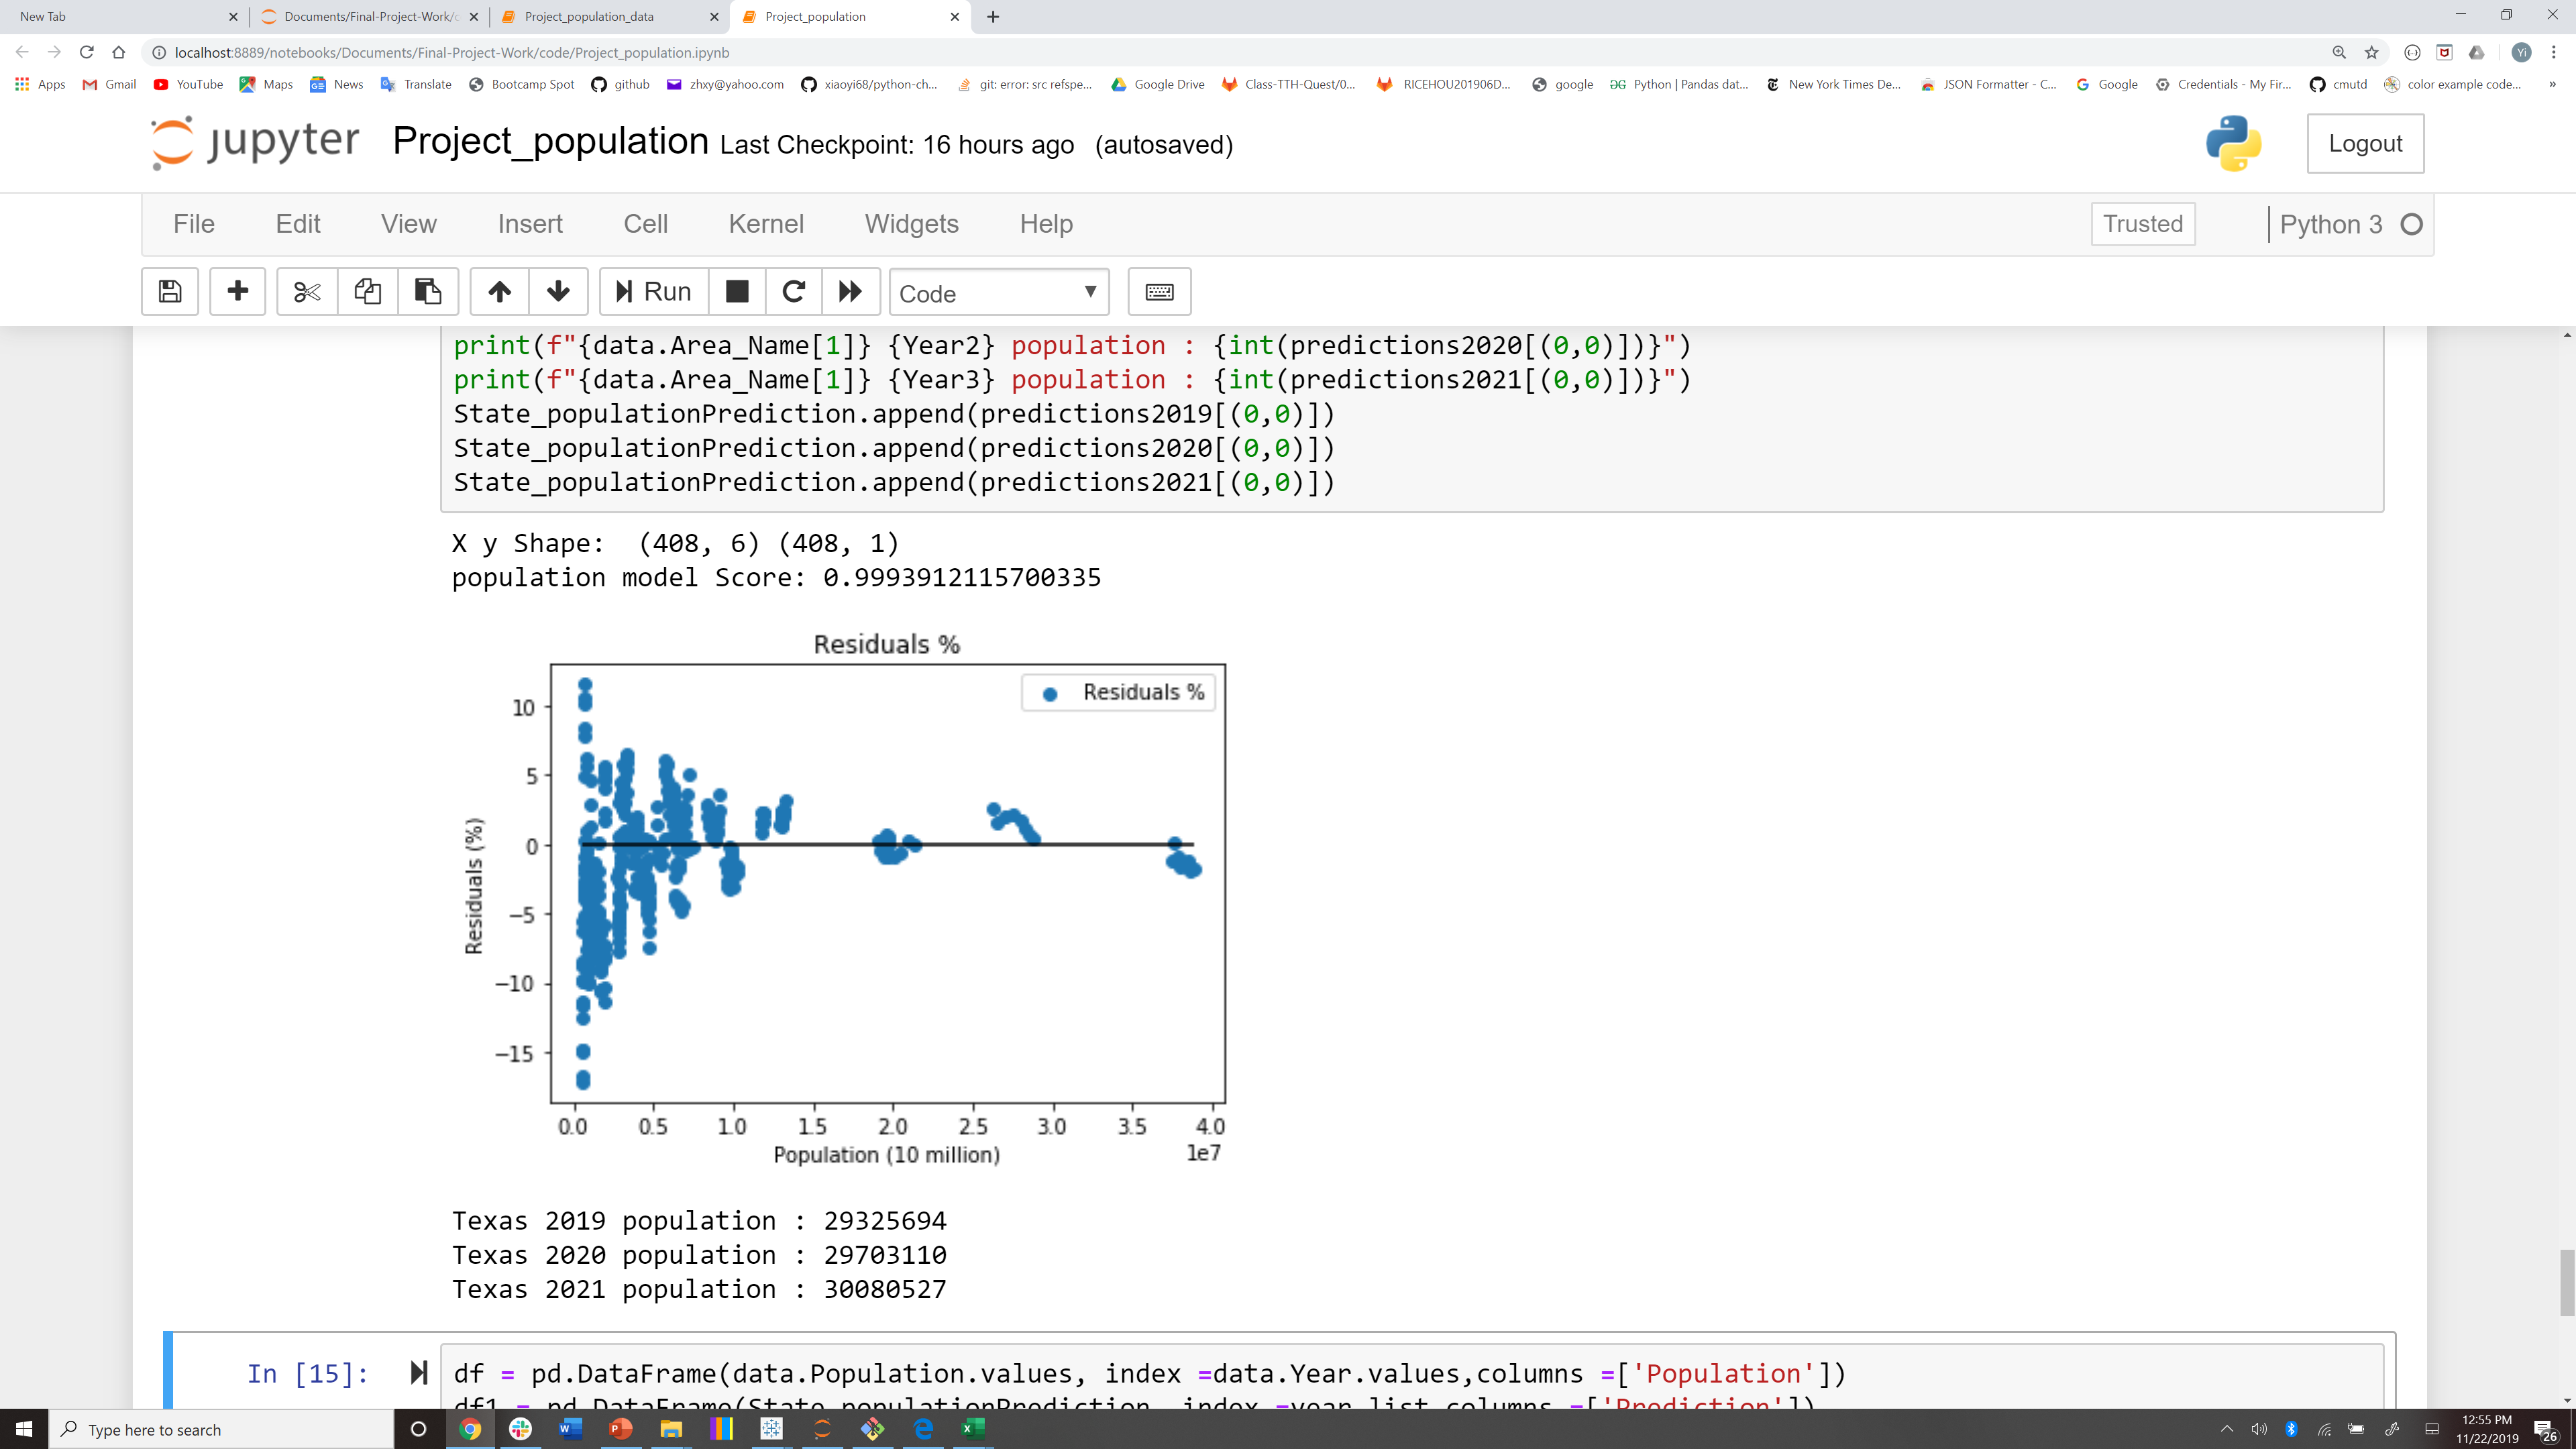 New Tab
Documents/Final-Project-Work/c
Project_population_data
Project_population
localhost:8889/notebooks/Documents/Final-Project-Work/code/Project_population.ipynb
Yi
Apps Gmail YouTube Maps News Translate Bootcamp Spot github zhxy@yahoo.com xiaoyi68/python-ch... git: error: src refspe... Google Drive Class-TTH-Quest/0... RICEHOU201906D... google Python | Pandas dat... New York Times De... JSON Formatter - C... Google Credentials - My Fir... cmutd color example code... »
jupyter Project_population Last Checkpoint: 16 hours ago (autosaved)
Logout
File Edit View Insert Cell Kernel Widgets Help
Trusted
Python 3
Run
Code
print(f"{data.Area_Name[1]} {Year2} population : {int(predictions2020[(0,0)])}")
print(f"{data.Area_Name[1]} {Year3} population : {int(predictions2021[(0,0)])}")
State_populationPrediction.append(predictions2019[(0,0)])
State_populationPrediction.append(predictions2020[(0,0)])
State_populationPrediction.append(predictions2021[(0,0)])
X y Shape:  (408, 6) (408, 1)
population model Score: 0.9993912115700335
Residuals %
Residuals %
10
5
0
−5
−10
−15
Residuals (%)
0.0 0.5 1.0 1.5 2.0 2.5 3.0 3.5 4.0
1e7
Population (10 million)
Texas 2019 population : 29325694
Texas 2020 population : 29703110
Texas 2021 population : 30080527
In [15]:
df = pd.DataFrame(data.Population.values, index =data.Year.values,columns =['Population'])
df1 = pd.DataFrame(State_populationPrediction, index =year_list,columns =['Prediction'])
Type here to search
12:55 PM
11/22/2019
26